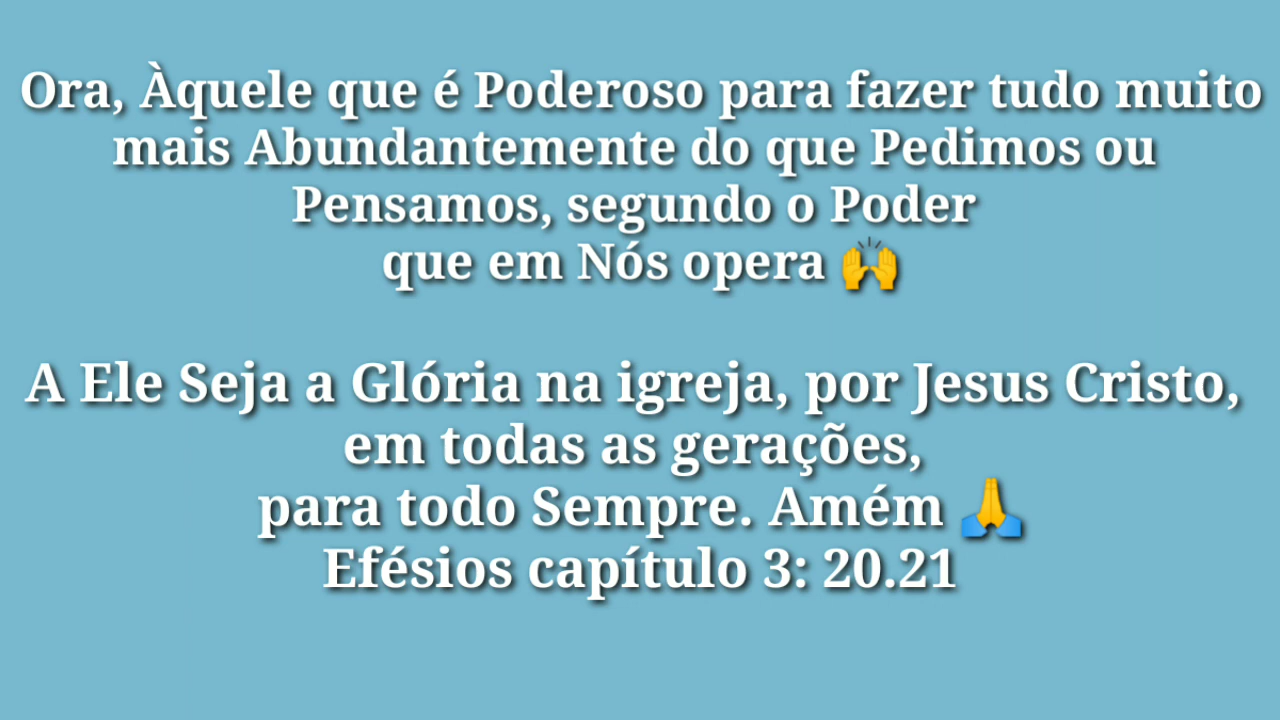 Ora, Àquele que é Poderoso para fazer tudo muito
mais Abundantemente do que Pedimos ou
Pensamos, segundo o Poder
que em Nós opera 🙌
A Ele Seja a Glória na igreja, por Jesus Cristo,
em todas as gerações,
para todo Sempre. Amém 🙏
Efésios capítulo 3: 20.21